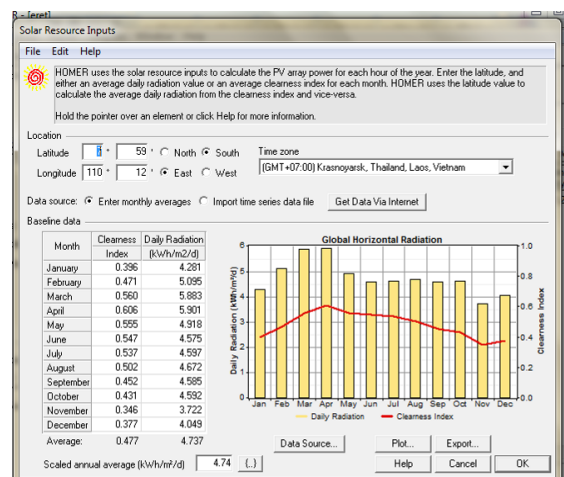 Solar Resource Inputs
File Edit Help
HOMER uses the solar resource inputs to calculate the PV array power for each hour of the year. Enter the latitude, and
either an average daily radiation value or an average clearness index for each month. HOMER uses the latitude value to
calculate the average daily radiation from the clearness index and vice-versa.
Hold the pointer over an element or click Help for more information.
Location
Latitude ° 59 ' North South Time zone
Longitude 110 ° 12 ' East West (GMT+07:00) Krasnoyarsk, Thailand, Laos, Vietnam
Data source: Enter monthly averages Import time series data file Get Data Via Internet
Baseline data
Month Clearness Index Daily Radiation (kWh/m2/d)
January 0.396 4.281
February 0.471 5.095
March 0.560 5.883
April 0.606 5.901
May 0.555 4.918
June 0.547 4.575
July 0.537 4.597
August 0.502 4.672
September 0.452 4.585
October 0.431 4.592
November 0.346 3.722
December 0.377 4.049
Average: 0.477 4.737
Scaled annual average (kWh/m²/d) 4.74 {..}
Global Horizontal Radiation
Daily Radiation (kWh/m²/d)
6
5
4
3
2
1
0
Jan Feb Mar Apr May Jun Jul Aug Sep Oct Nov Dec
1.0
0.8
0.6
0.4
0.2
0.0
Clearness Index
Daily Radiation Clearness Index
Data Source... Plot... Export...
Help Cancel OK